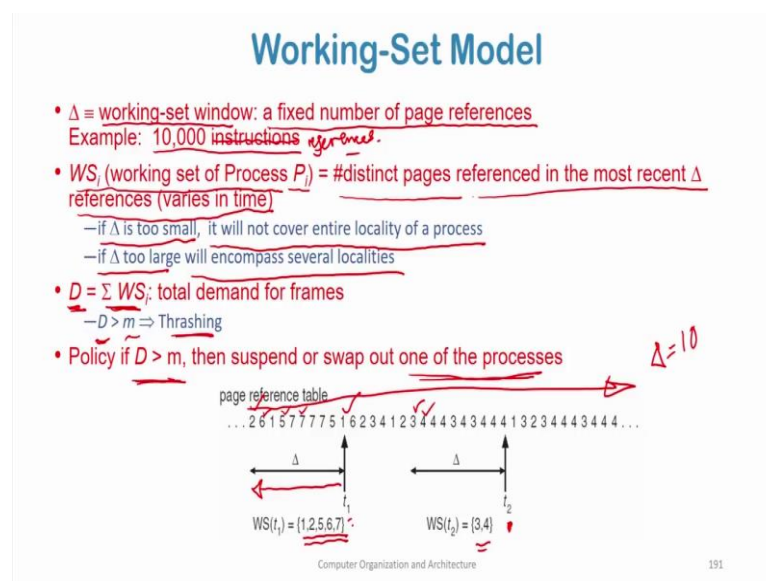 Working-Set Model
• Δ ≡ working-set window: a fixed number of page references
Example: 10,000 instructions references.
• WSi (working set of Process Pi) = #distinct pages referenced in the most recent Δ
references (varies in time)
–if Δ is too small, it will not cover entire locality of a process
–if Δ too large will encompass several localities
• D = Σ WSi: total demand for frames
–D > m ⇒ Thrashing
• Policy if D > m, then suspend or swap out one of the processes
Δ=10
page reference table
. . . 2 6 1 5 7 7 7 7 5 1 6 2 3 4 1 2 3 4 4 4 3 4 3 4 4 4 1 3 2 3 4 4 4 3 4 4 4 . . .
Δ Δ
t1 t2
WS(t1) = {1,2,5,6,7} WS(t2) = {3,4}
Computer Organization and Architecture 191